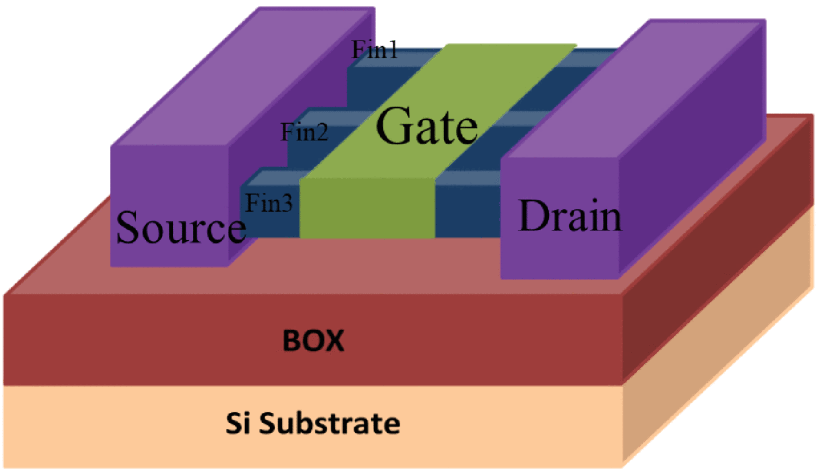 Fin1
Fin2
Gate
Fin3
Source
Drain
BOX
Si Substrate